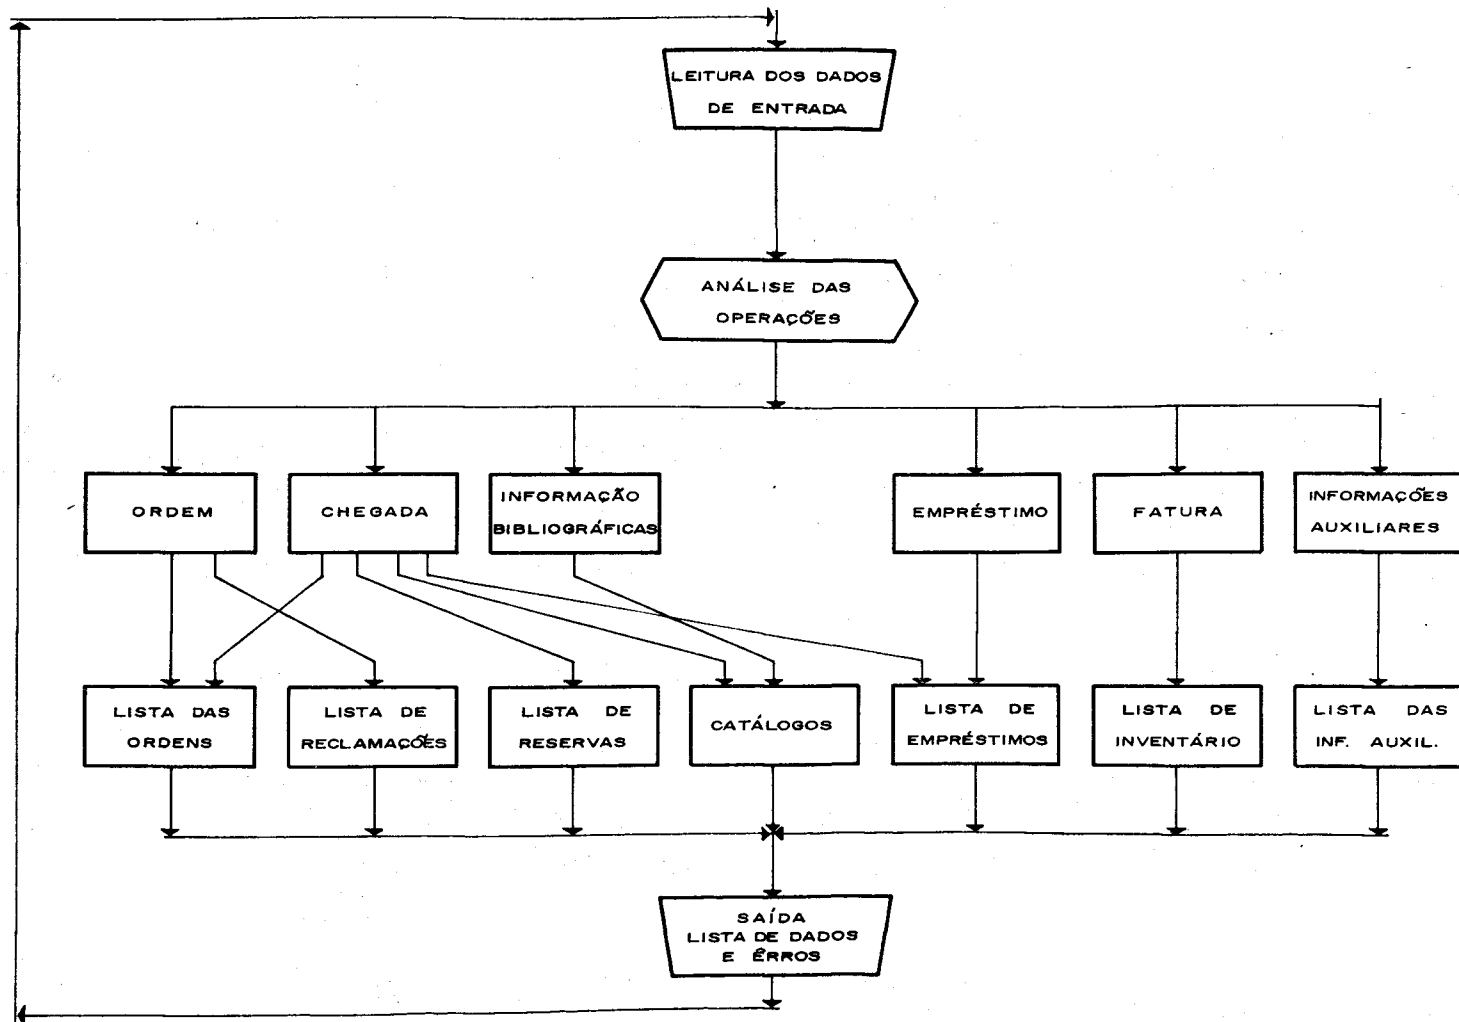 LEITURA DOS DADOS
DE ENTRADA
ANÁLISE DAS
OPERAÇÕES
ORDEM
CHEGADA
INFORMAÇÃO
BIBLIOGRÁFICAS
EMPRÉSTIMO
FATURA
INFORMAÇÕES
AUXILIARES
LISTA DAS
ORDENS
LISTA DE
RECLAMAÇÕES
LISTA DE
RESERVAS
CATÁLOGOS
LISTA DE
EMPRÉSTIMOS
LISTA DE
INVENTÁRIO
LISTA DAS
INF. AUXIL.
SAÍDA
LISTA DE DADOS
E ÊRROS